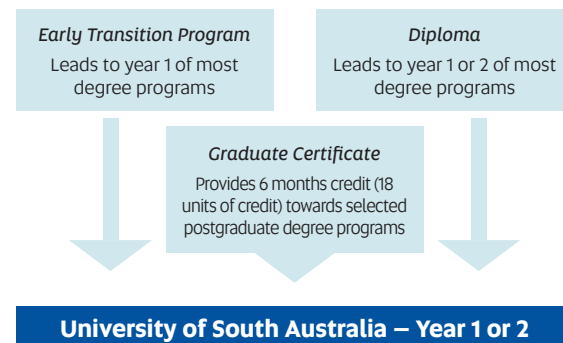 Early Transition Program
Leads to year 1 of most
degree programs
Diploma
Leads to year 1 or 2 of most
degree programs
Graduate Certificate
Provides 6 months credit (18
units of credit) towards selected
postgraduate degree programs
University of South Australia – Year 1 or 2